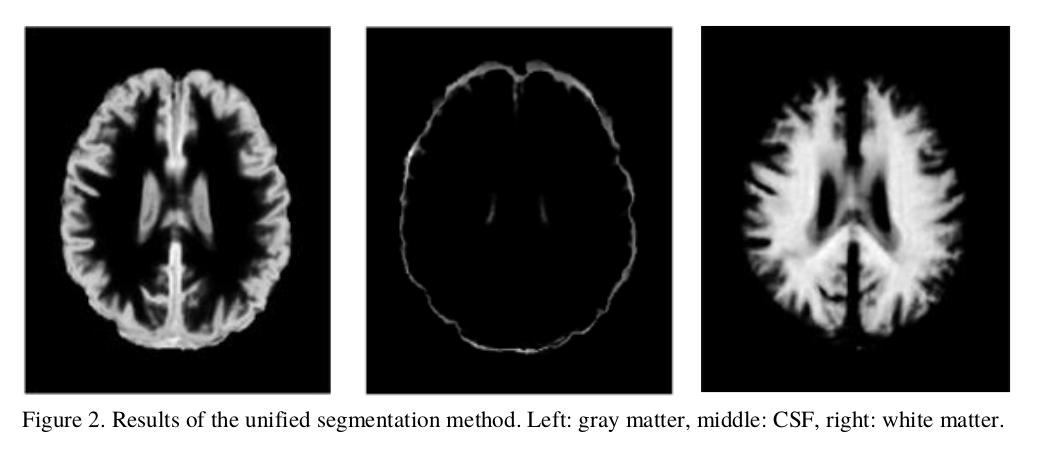 Figure 2. Results of the unified segmentation method. Left: gray matter, middle: CSF, right: white matter.